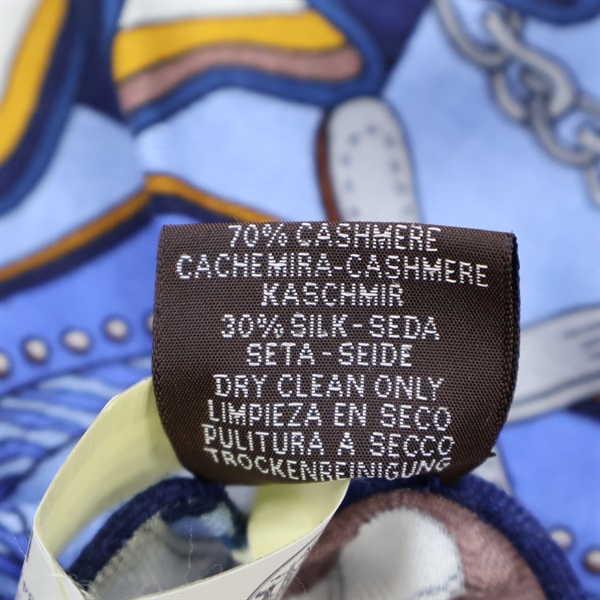 70% CASHMERE
CACHEMIRA-CASHMERE
KASCHMIR
30% SILK-SEDA
SETA-SEIDE
DRY CLEAN ONLY
LIMPIEZA EN SECO
PULITURA A SECCO
TROCKENREINIGUNG